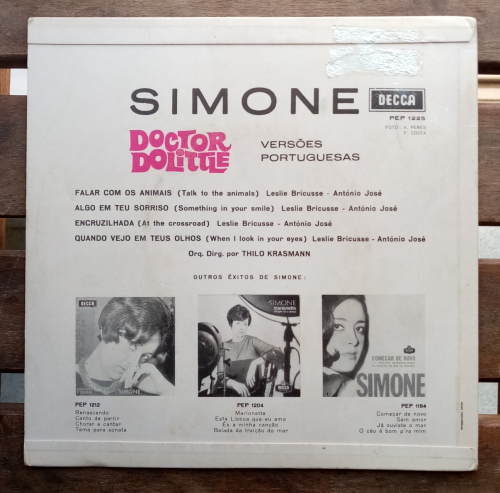 SIMONE
DECCA
PEP 1225
FOTO: A. PERES
F. COSTA
DOCTOR
DOLITTLE
VERSÕES
PORTUGUESAS
FALAR COM OS ANIMAIS (Talk to the animals) Leslie Bricusse - António José
ALGO EM TEU SORRISO (Something in your smile) Leslie Bricusse - António José
ENCRUZILHADA (At the crossroad) Leslie Bricusse - António José
QUANDO VEJO EM TEUS OLHOS (When I look in your eyes) Leslie Bricusse - António José
Orq. Dirg. por THILO KRASMANN
OUTROS ÊXITOS DE SIMONE:
DECCA
SIMONE
PEP 1212
Renascendo
Canto de partir
Chorar e cantar
Tema para sonata
SIMONE
marionette
DECCA
PEP 1204
Marionette
Esta Lisboa que eu amo
És a minha canção
Balada da traição do mar
COMEÇAR DE NOVO
SIMONE
PEP 1184
Começar de novo
Sem amor
Já ouviste o mar
O céu é bom p'ra mim